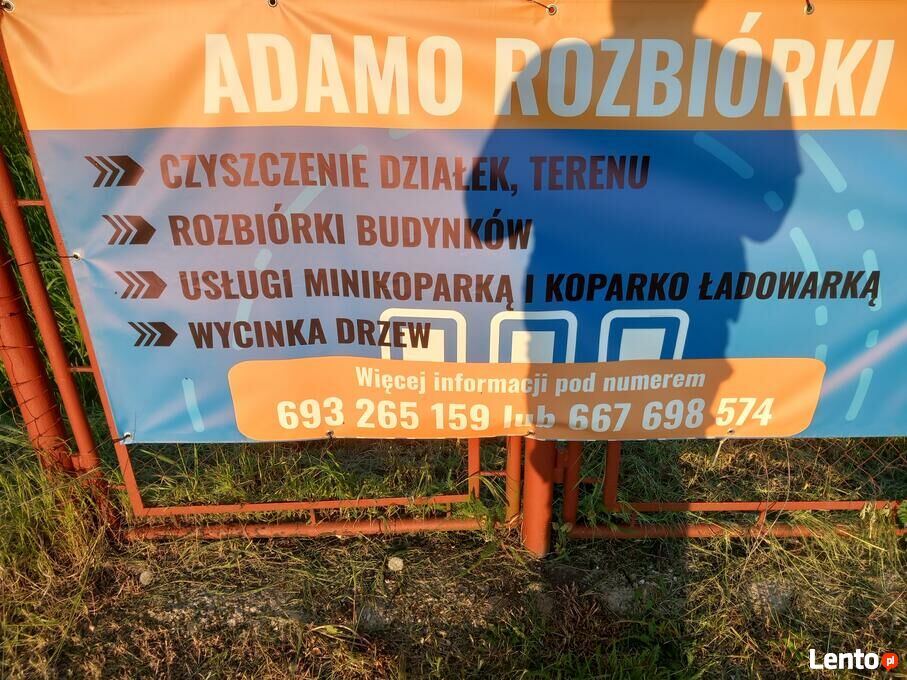 ADAMO ROZBIÓRKI
CZYSZCZENIE DZIAŁEK, TERENU
ROZBIÓRKI BUDYNKÓW
USŁUGI MINIKOPARKĄ I KOPARKO ŁADOWARKĄ
WYCINKA DRZEW
Więcej informacji pod numerem
693 265 159 lub 667 698 574
Lento.pl